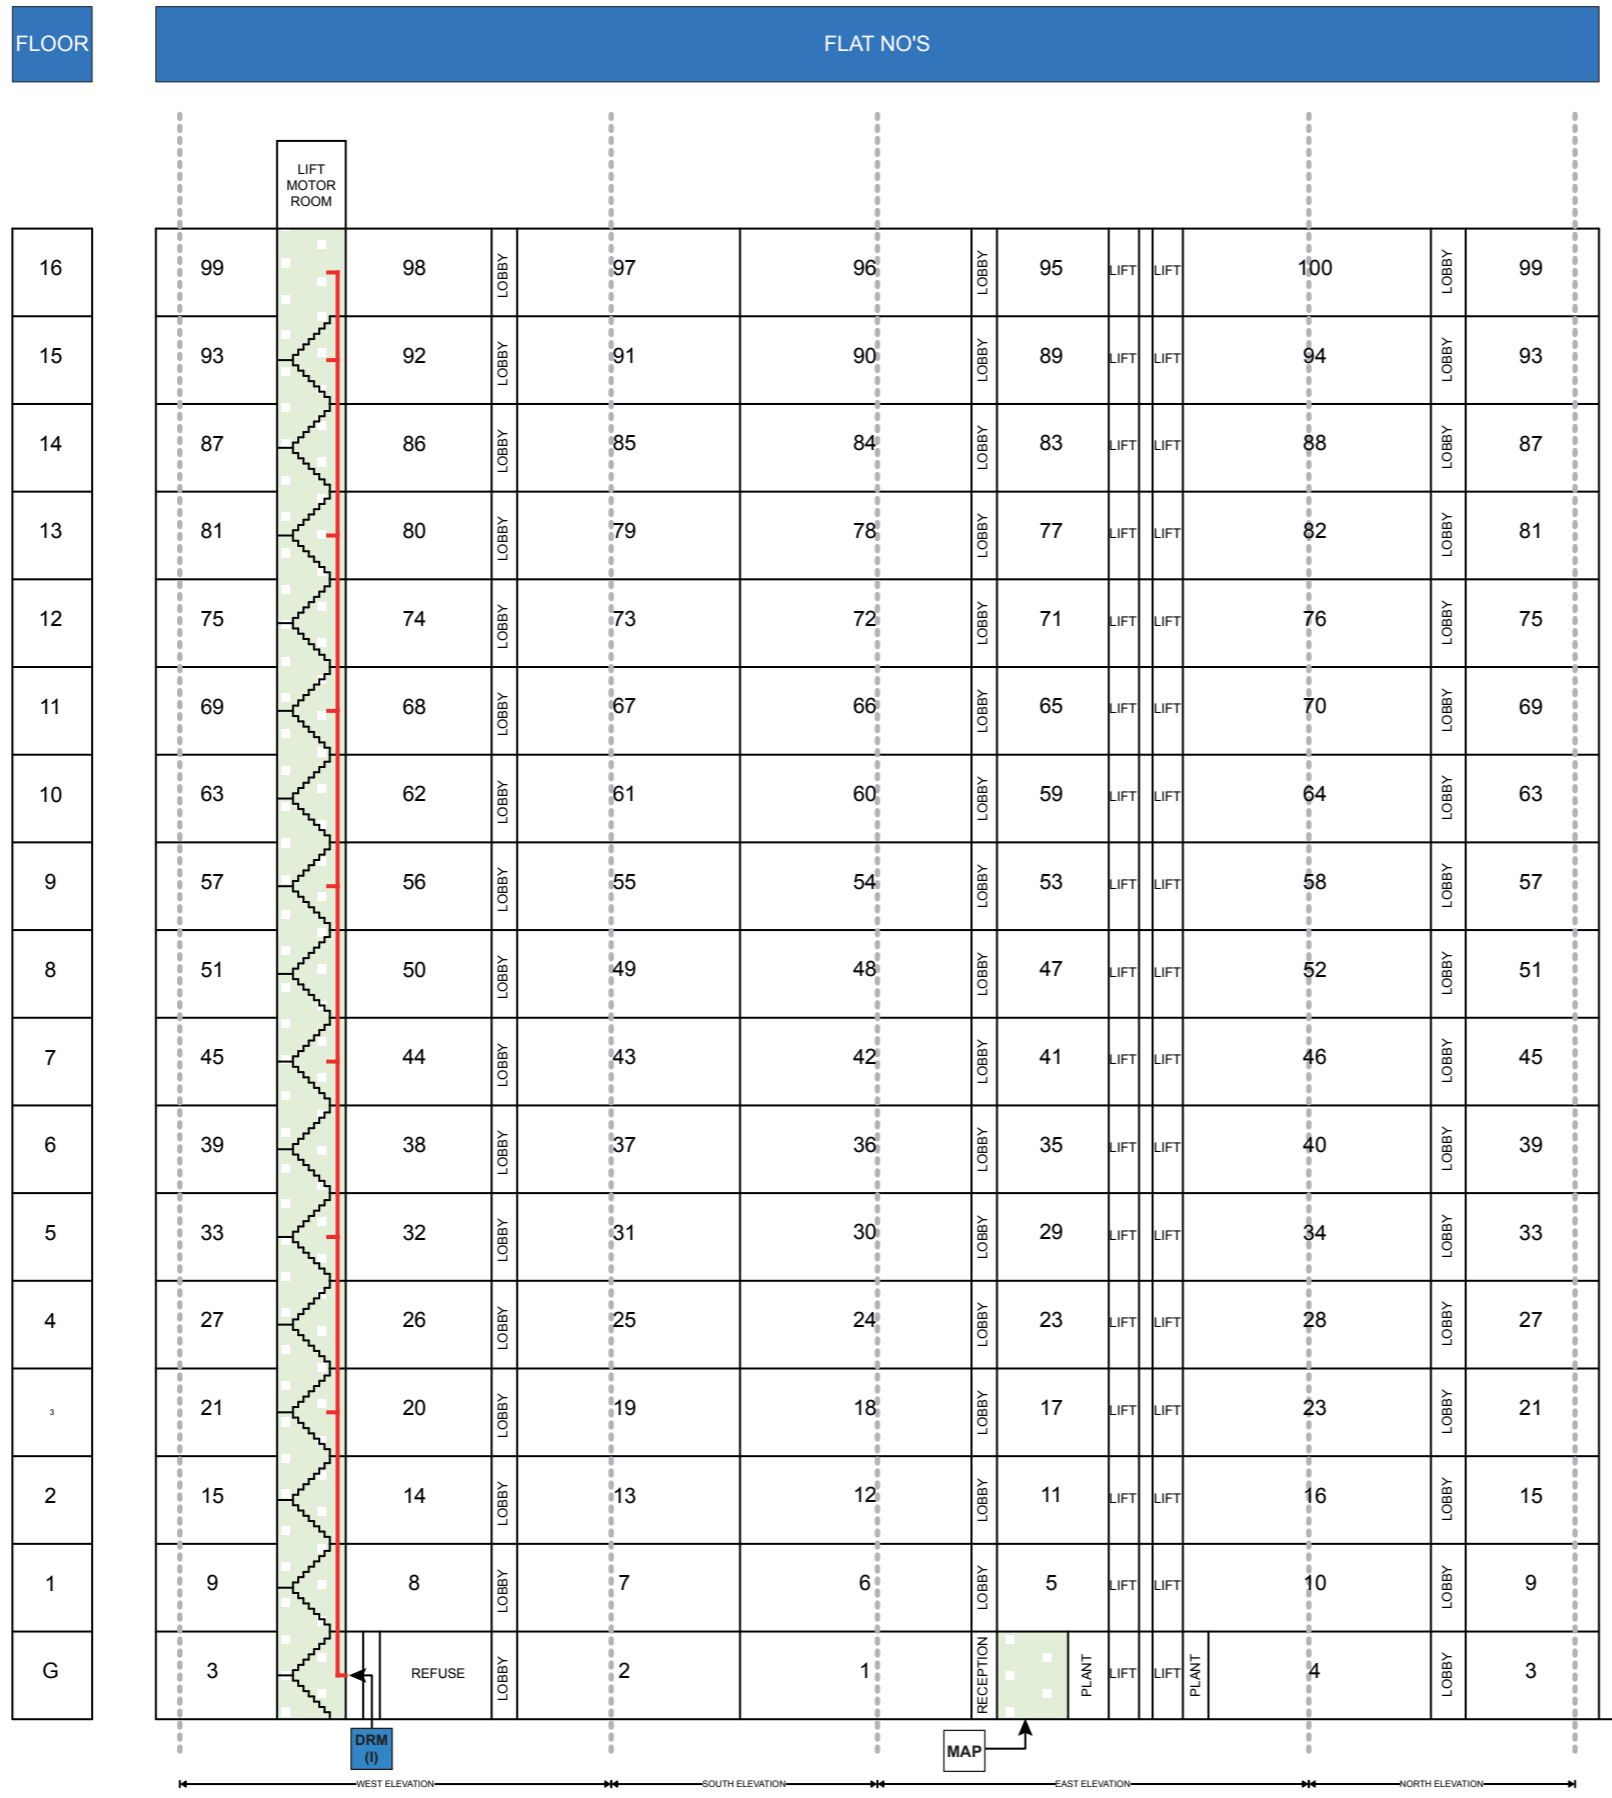 FLOOR FLAT NO'S
LIFT
MOTOR
ROOM
16 99 98 LOBBY 97 96 LOBBY 95 LIFT LIFT 100 LOBBY 99
15 93 92 LOBBY 91 90 LOBBY 89 LIFT LIFT 94 LOBBY 93
14 87 86 LOBBY 85 84 LOBBY 83 LIFT LIFT 88 LOBBY 87
13 81 80 LOBBY 79 78 LOBBY 77 LIFT LIFT 82 LOBBY 81
12 75 74 LOBBY 73 72 LOBBY 71 LIFT LIFT 76 LOBBY 75
11 69 68 LOBBY 67 66 LOBBY 65 LIFT LIFT 70 LOBBY 69
10 63 62 LOBBY 61 60 LOBBY 59 LIFT LIFT 64 LOBBY 63
9 57 56 LOBBY 55 54 LOBBY 53 LIFT LIFT 58 LOBBY 57
8 51 50 LOBBY 49 48 LOBBY 47 LIFT LIFT 52 LOBBY 51
7 45 44 LOBBY 43 42 LOBBY 41 LIFT LIFT 46 LOBBY 45
6 39 38 LOBBY 37 36 LOBBY 35 LIFT LIFT 40 LOBBY 39
5 33 32 LOBBY 31 30 LOBBY 29 LIFT LIFT 34 LOBBY 33
4 27 26 LOBBY 25 24 LOBBY 23 LIFT LIFT 28 LOBBY 27
3 21 20 LOBBY 19 18 LOBBY 17 LIFT LIFT 23 LOBBY 21
2 15 14 LOBBY 13 12 LOBBY 11 LIFT LIFT 16 LOBBY 15
1 9 8 LOBBY 7 6 LOBBY 5 LIFT LIFT 10 LOBBY 9
G 3 REFUSE LOBBY 2 1 RECEPTION PLANT LIFT LIFT PLANT 4 LOBBY 3
DRM
(I)
MAP
WEST ELEVATION SOUTH ELEVATION EAST ELEVATION NORTH ELEVATION